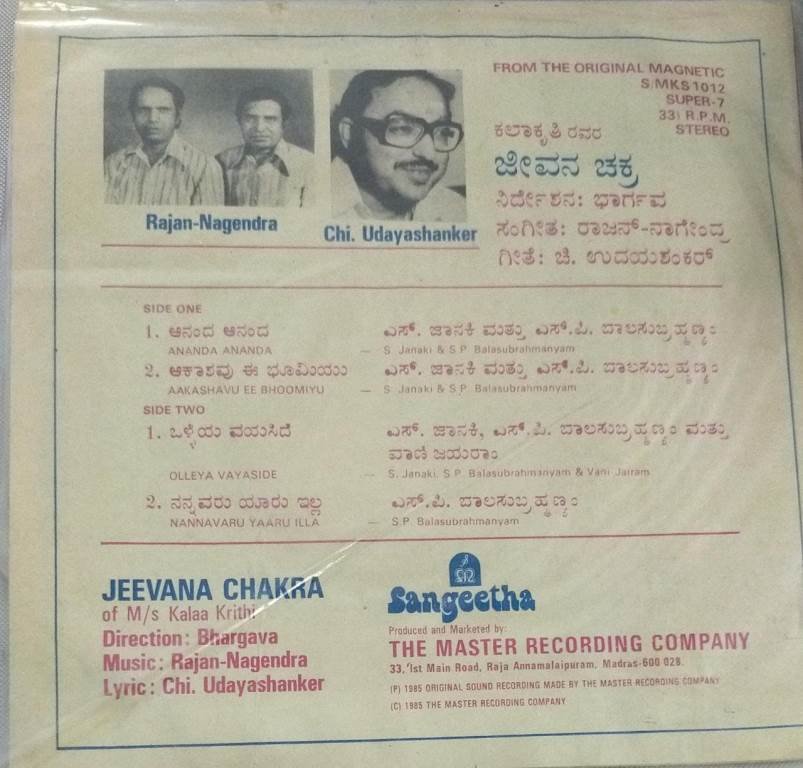 FROM THE ORIGINAL MAGNETIC
S/MKS 1012
SUPER-7
33⅓ R.P.M.
STEREO
Rajan-Nagendra
Chi. Udayashanker
ಕಲಾಕೃತಿ ರವರ
ಜೀವನ ಚಕ್ರ
ನಿರ್ದೇಶನ: ಭಾರ್ಗವ
ಸಂಗೀತ: ರಾಜನ್-ನಾಗೇಂದ್ರ
ಗೀತೆ: ಚಿ. ಉದಯಶಂಕರ್
SIDE ONE
1. ಆನಂದ ಆನಂದ ಎಸ್. ಜಾನಕಿ ಮತ್ತು ಎಸ್.ಪಿ. ಬಾಲಸುಬ್ರಹ್ಮಣ್ಯಂ
ANANDA ANANDA — S. Janaki & S.P. Balasubrahmanyam
2. ಆಕಾಶವು ಈ ಭೂಮಿಯು ಎಸ್. ಜಾನಕಿ ಮತ್ತು ಎಸ್.ಪಿ. ಬಾಲಸುಬ್ರಹ್ಮಣ್ಯಂ
AAKASHAVU EE BHOOMIYU — S. Janaki & S.P. Balasubrahmanyam
SIDE TWO
1. ಒಳ್ಳೆಯ ವಯಸಿದೆ ಎಸ್. ಜಾನಕಿ, ಎಸ್.ಪಿ. ಬಾಲಸುಬ್ರಹ್ಮಣ್ಯಂ ಮತ್ತು
ವಾಣಿ ಜಯರಾಂ
OLLEYA VAYASIDE — S. Janaki, S.P. Balasubrahmanyam & Vani Jairam
2. ನನ್ನವರು ಯಾರು ಇಲ್ಲ ಎಸ್.ಪಿ. ಬಾಲಸುಬ್ರಹ್ಮಣ್ಯಂ
NANNAVARU YAARU ILLA — S.P. Balasubrahmanyam
JEEVANA CHAKRA
of M/s Kalaa Krithi
Direction: Bhargava
Music: Rajan-Nagendra
Lyric: Chi. Udayashanker
Sangeetha
Produced and Marketed by:
THE MASTER RECORDING COMPANY
33, 1st Main Road, Raja Annamalaipuram, Madras-600 028.
(P) 1985 ORIGINAL SOUND RECORDING MADE BY THE MASTER RECORDING COMPANY
(C) 1985 THE MASTER RECORDING COMPANY